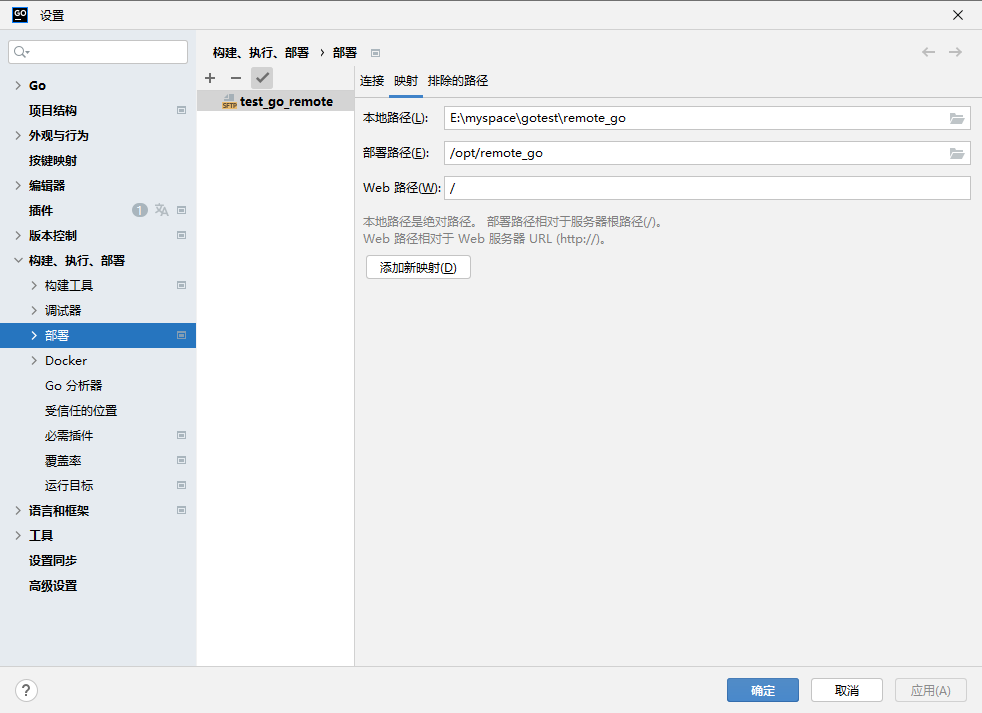 GO 设置
构建、执行、部署 › 部署
Go
项目结构
外观与行为
按键映射
编辑器
插件 1
版本控制
构建、执行、部署
构建工具
调试器
部署
Docker
Go 分析器
受信任的位置
必需插件
覆盖率
运行目标
语言和框架
工具
设置同步
高级设置
SFTP test_go_remote
连接 映射 排除的路径
本地路径(L): E:\myspace\gotest\remote_go
部署路径(E): /opt/remote_go
Web 路径(W): /
本地路径是绝对路径。 部署路径相对于服务器根路径(/)。
Web 路径相对于 Web 服务器 URL (http://)。
添加新映射(D)
? 确定 取消 应用(A)